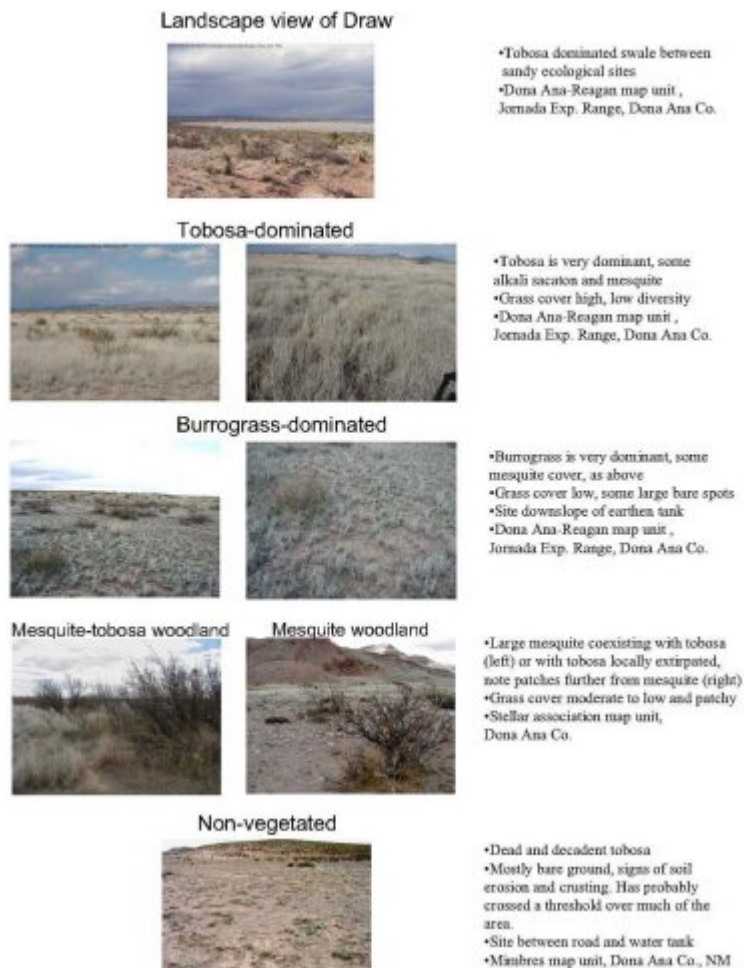 Landscape view of Draw
•Tobosa dominated swale between
sandy ecological sites
•Dona Ana-Reagan map unit ,
Jornada Exp. Range, Dona Ana Co.
Tobosa-dominated
•Tobosa is very dominant, some
alkali sacaton and mesquite
•Grass cover high, low diversity
•Dona Ana-Reagan map unit ,
Jornada Exp. Range, Dona Ana Co.
Burrograss-dominated
•Burrograss is very dominant, some
mesquite cover, as above
•Grass cover low, some large bare spots
•Site downslope of earthen tank
•Dona Ana-Reagan map unit ,
Jornada Exp. Range, Dona Ana Co.
Mesquite-tobosa woodland
Mesquite woodland
•Large mesquite coexisting with tobosa
(left) or with tobosa locally extirpated,
note patches further from mesquite (right)
•Grass cover moderate to low and patchy
•Stellar association map unit,
Dona Ana Co.
Non-vegetated
•Dead and decadent tobosa
•Mostly bare ground, signs of soil
erosion and crusting. Has probably
crossed a threshold over much of the
area.
•Site between road and water tank
•Mimbres map unit, Dona Ana Co., NM